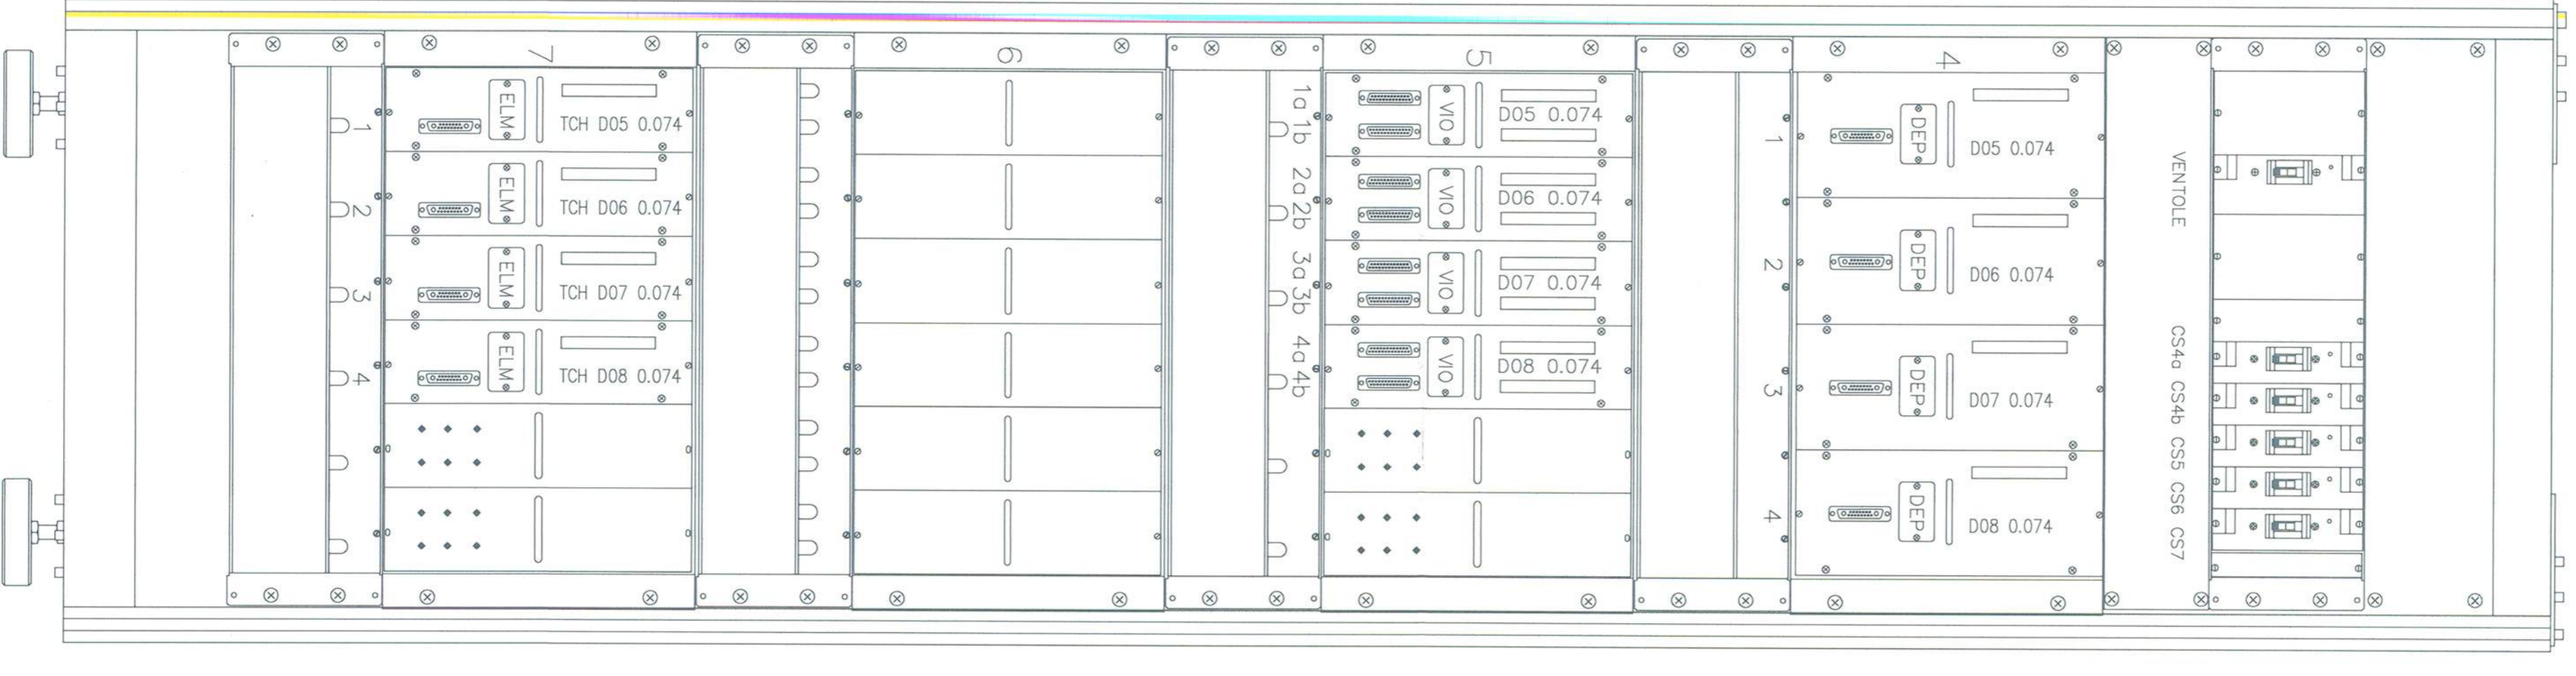 7
6
5
4
1
ELM
TCH D05 0.074
2
ELM
TCH D06 0.074
3
ELM
TCH D07 0.074
4
ELM
TCH D08 0.074
1a 1b
VIO
D05 0.074
2a 2b
VIO
D06 0.074
3a 3b
VIO
D07 0.074
4a 4b
VIO
D08 0.074
1
DEP
D05 0.074
2
DEP
D06 0.074
3
DEP
D07 0.074
4
DEP
D08 0.074
VENTOLE
CS4a CS4b CS5 CS6 CS7